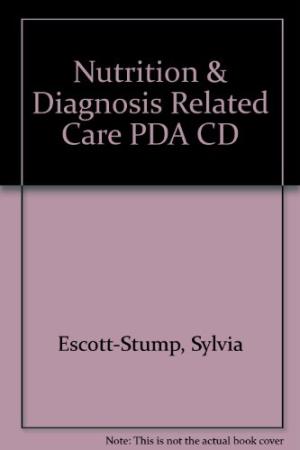 Nutrition &
Diagnosis Related
Care PDA CD
Escott-Stump, Sylvia
Note: This is not the actual book cover